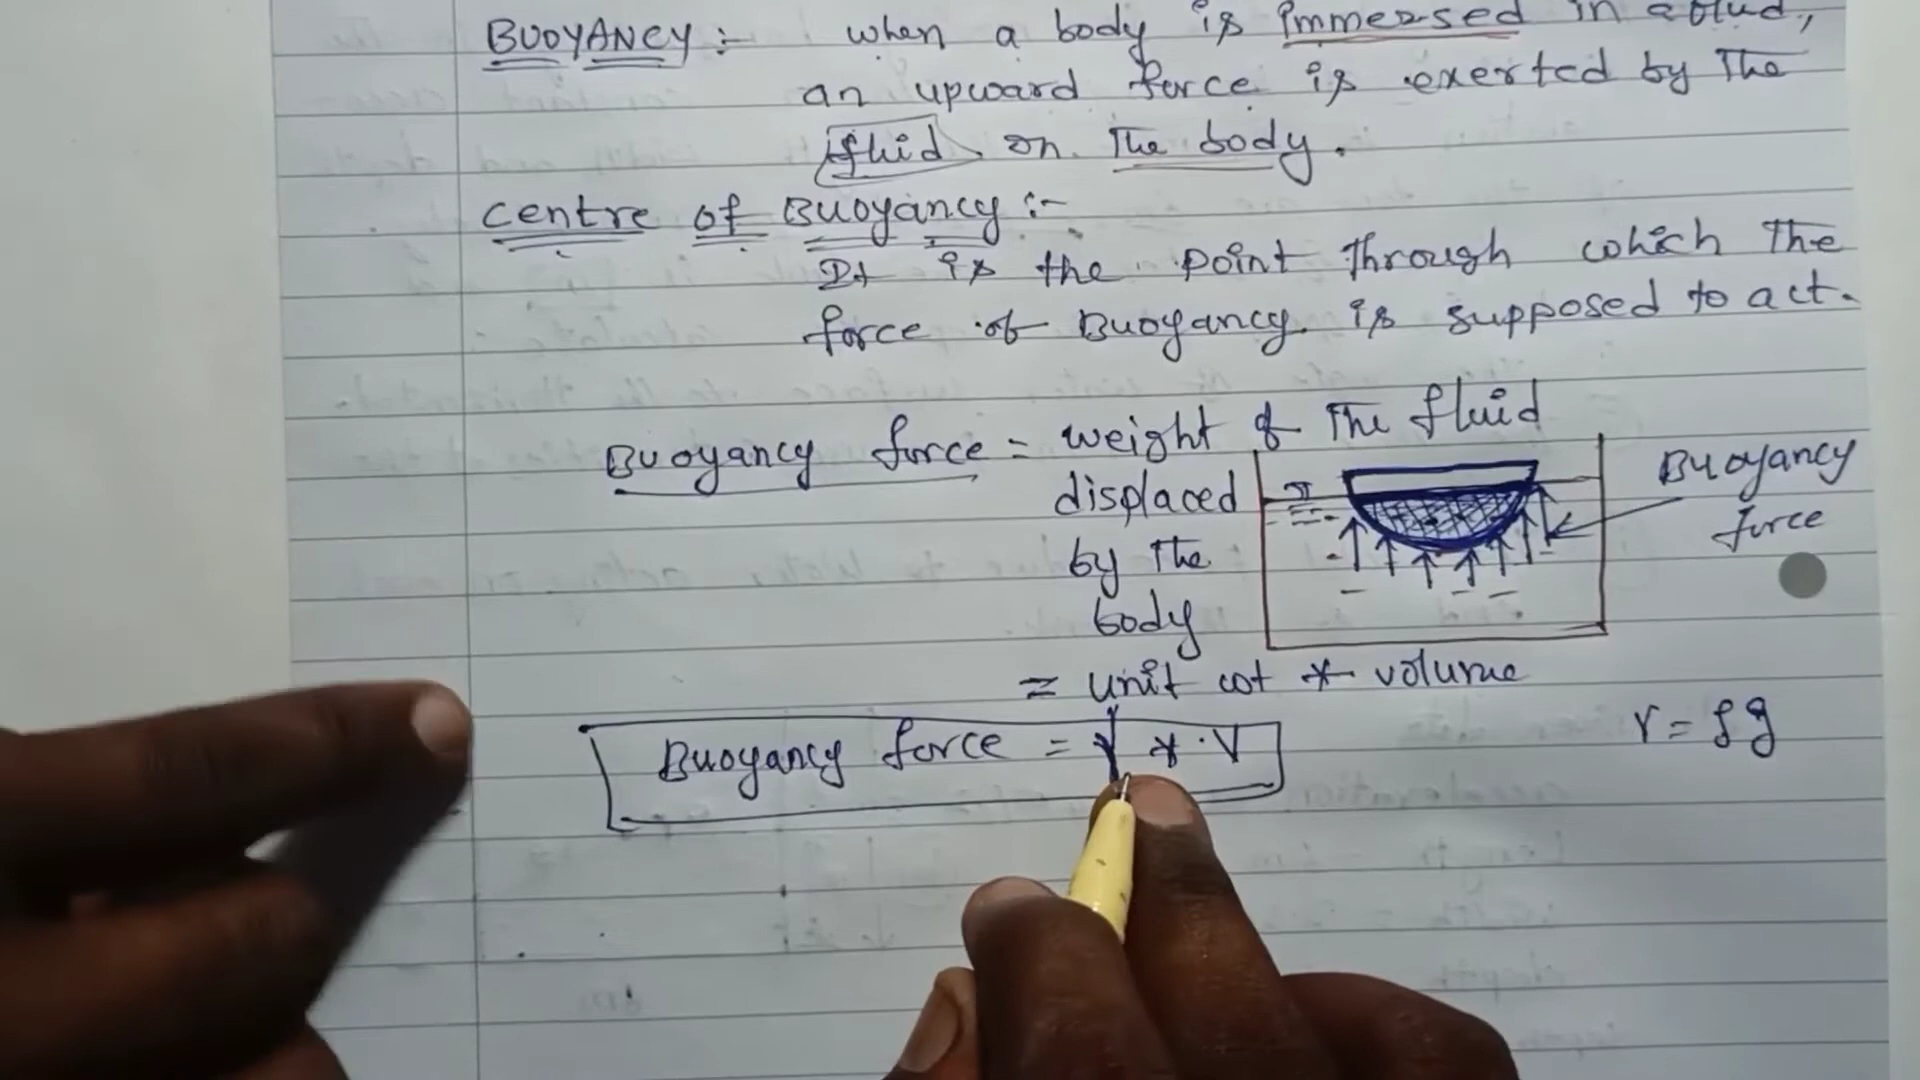 BUOYANCY :- when a body is immersed in a fluid,
an upward force is exerted by The
fluid on The body.
centre of Buoyancy :-
It is the point through which The
force of Buoyancy is supposed to act.
Buoyancy force = weight of The fluid
displaced
by The
body
Buoyancy
force
= unit wt * volume
Buoyancy force = γ * V
γ = ρg